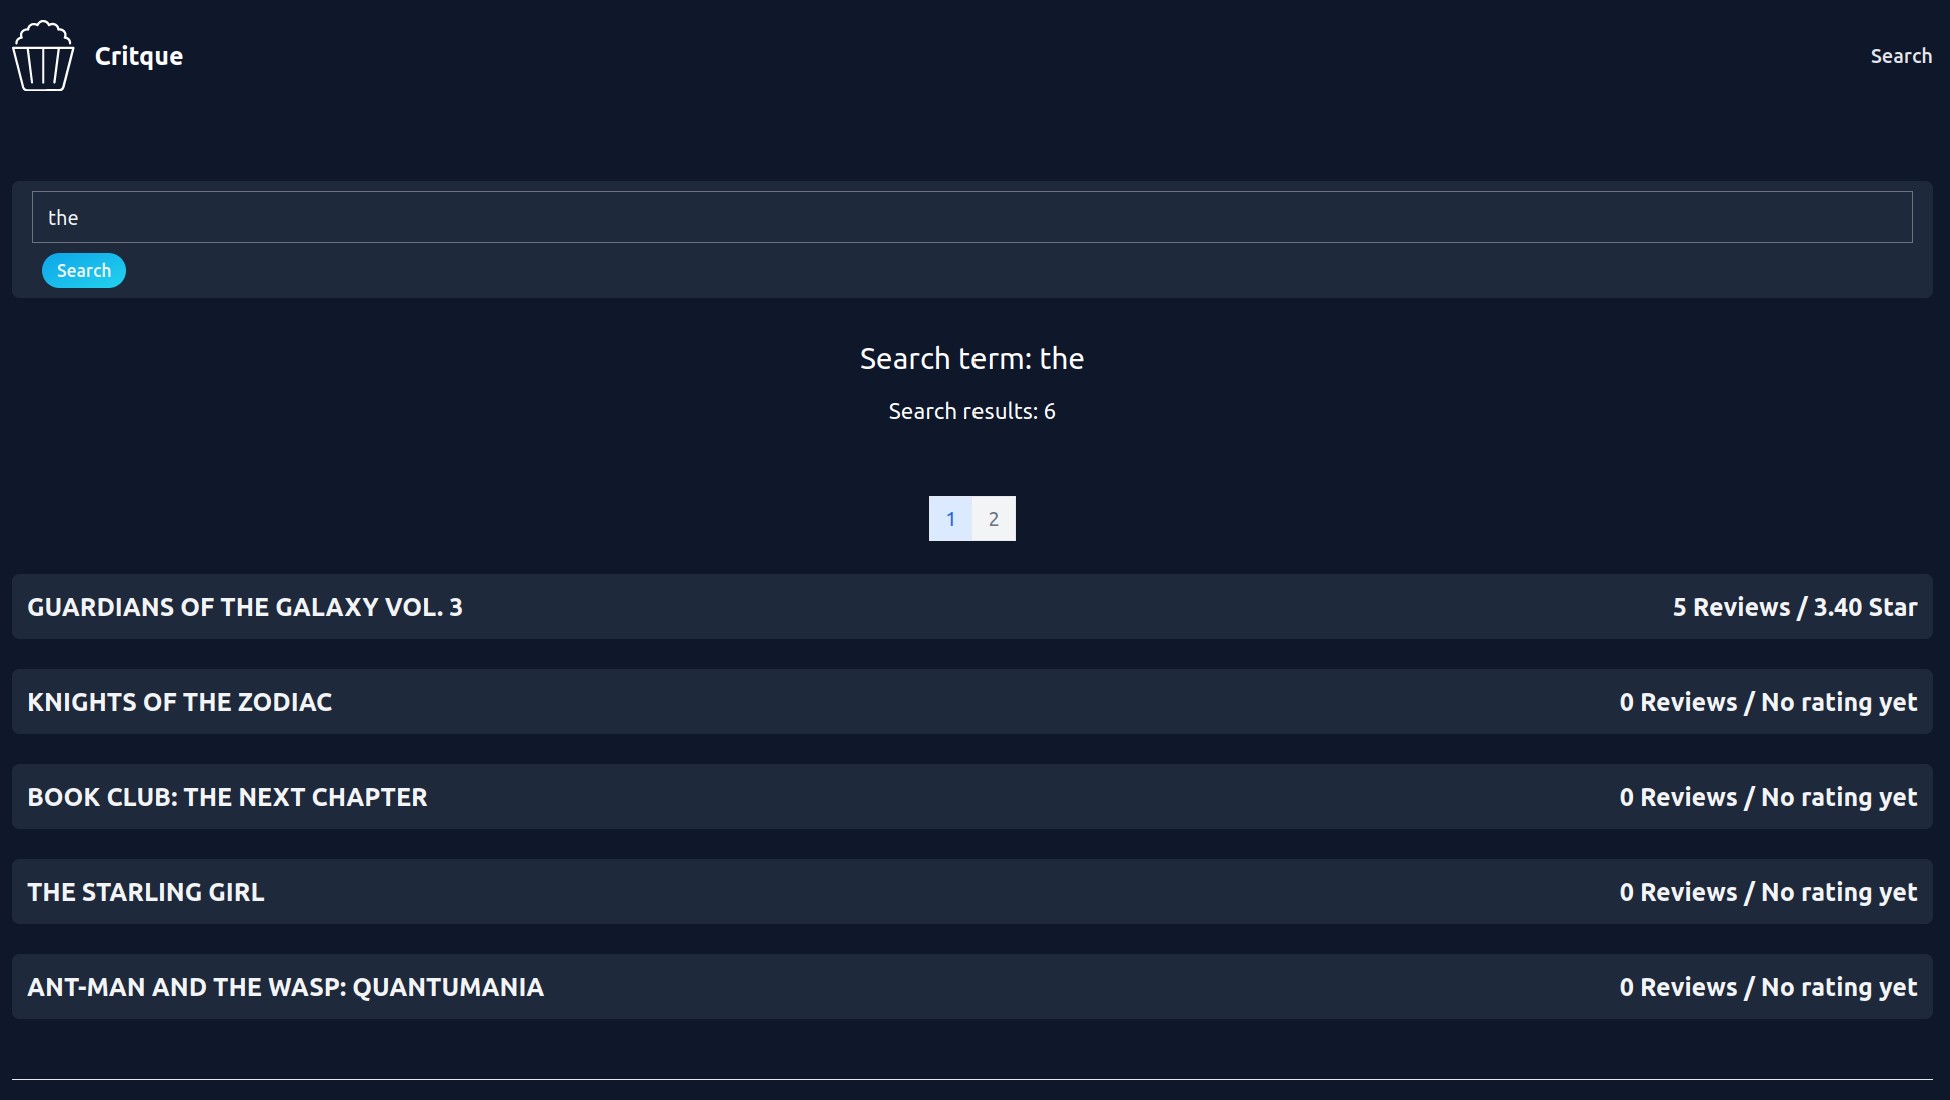 Critque
Search
the
Search
Search term: the
Search results: 6
1 2
GUARDIANS OF THE GALAXY VOL. 3 5 Reviews / 3.40 Star
KNIGHTS OF THE ZODIAC 0 Reviews / No rating yet
BOOK CLUB: THE NEXT CHAPTER 0 Reviews / No rating yet
THE STARLING GIRL 0 Reviews / No rating yet
ANT-MAN AND THE WASP: QUANTUMANIA 0 Reviews / No rating yet